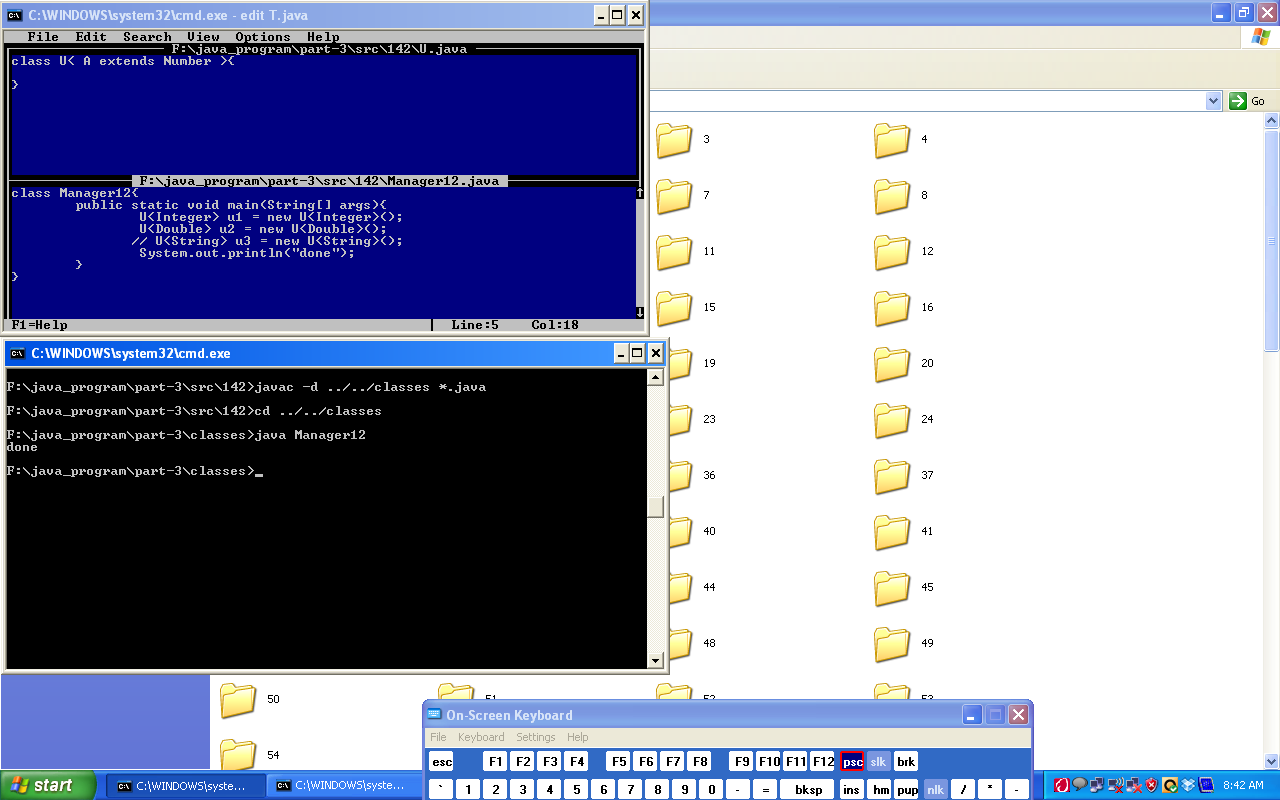 C:\WINDOWS\system32\cmd.exe - edit T.java
File Edit Search View Options Help
F:\java_program\part-3\src\142\U.java
class U< A extends Number >{
}
F:\java_program\part-3\src\142\Manager12.java
class Manager12{
public static void main(String[] args){
U<Integer> u1 = new U<Integer>();
U<Double> u2 = new U<Double>();
// U<String> u3 = new U<String>();
System.out.println("done");
}
}
F1=Help Line:5 Col:18
C:\WINDOWS\system32\cmd.exe
F:\java_program\part-3\src\142>javac -d ../../classes *.java
F:\java_program\part-3\src\142>cd ../../classes
F:\java_program\part-3\classes>java Manager12
done
F:\java_program\part-3\classes>_
Go
3 4
7 8
11 12
15 16
19 20
23 24
36 37
40 41
44 45
48 49
50 51 52 53
54
On-Screen Keyboard
File Keyboard Settings Help
esc F1 F2 F3 F4 F5 F6 F7 F8 F9 F10 F11 F12 psc slk brk
` 1 2 3 4 5 6 7 8 9 0 - = bksp ins hm pup nlk / * -
start C:\WINDOWS\syste... C:\WINDOWS\syste... 8:42 AM